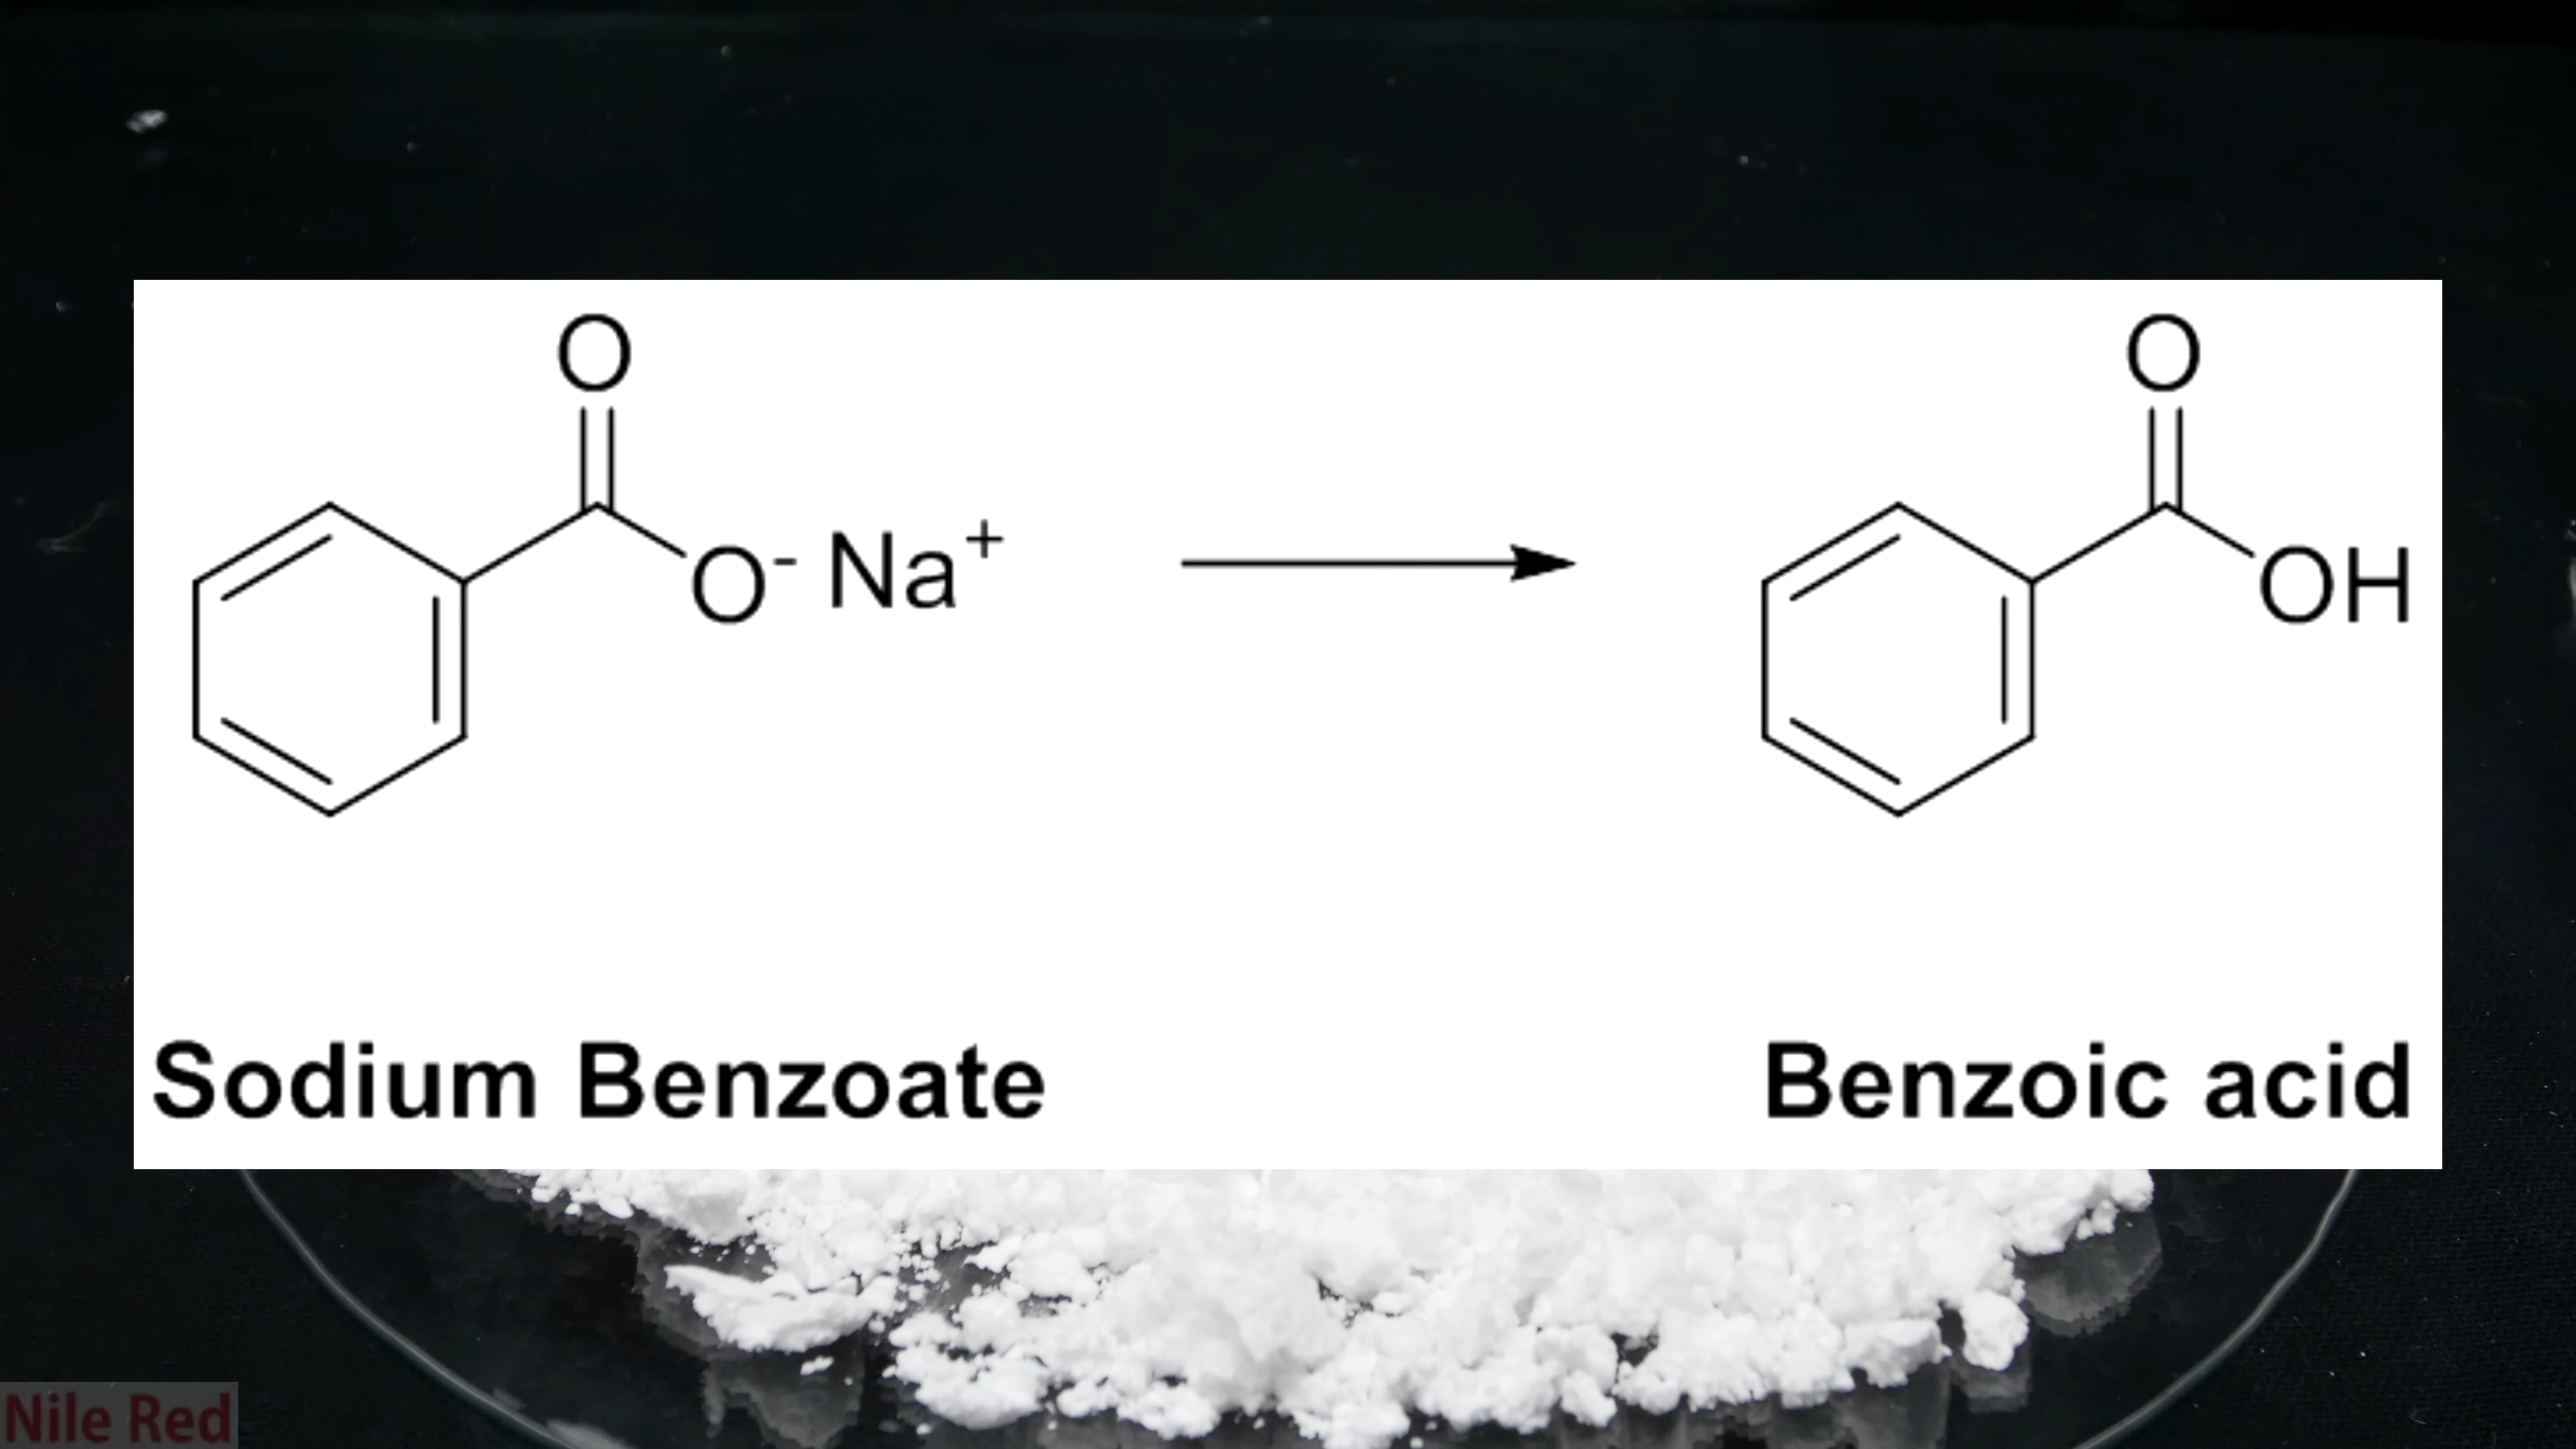 O
O
O⁻ Na⁺
OH
Sodium Benzoate
Benzoic acid
Nile Red